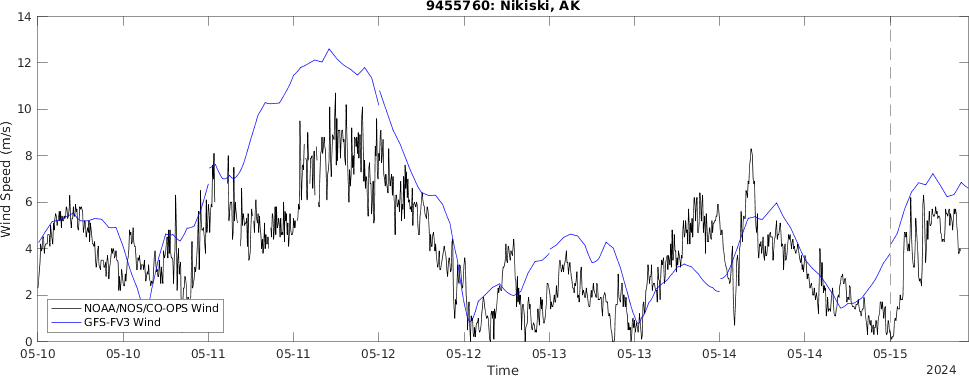 9455760: Nikiski, AK
Wind Speed (m/s)
14
12
10
8
6
4
2
0
NOAA/NOS/CO-OPS Wind
GFS-FV3 Wind
05-10 05-10 05-11 05-11 05-12 05-12 05-13 05-13 05-14 05-14 05-15
Time
2024